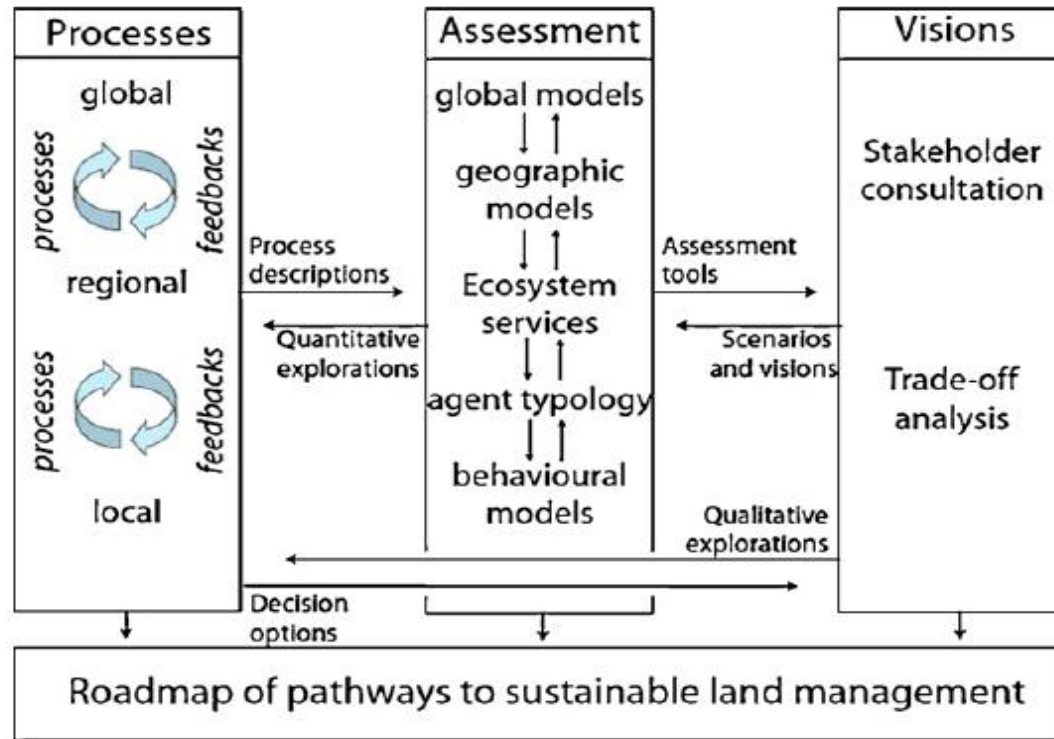 Processes
global
processes
feedbacks
regional
processes
feedbacks
local
Process
descriptions
Quantitative
explorations
Decision
options
Assessment
global models
geographic
models
Ecosystem
services
agent typology
behavioural
models
Assessment
tools
Scenarios
and visions
Qualitative
explorations
Visions
Stakeholder
consultation
Trade-off
analysis
Roadmap of pathways to sustainable land management